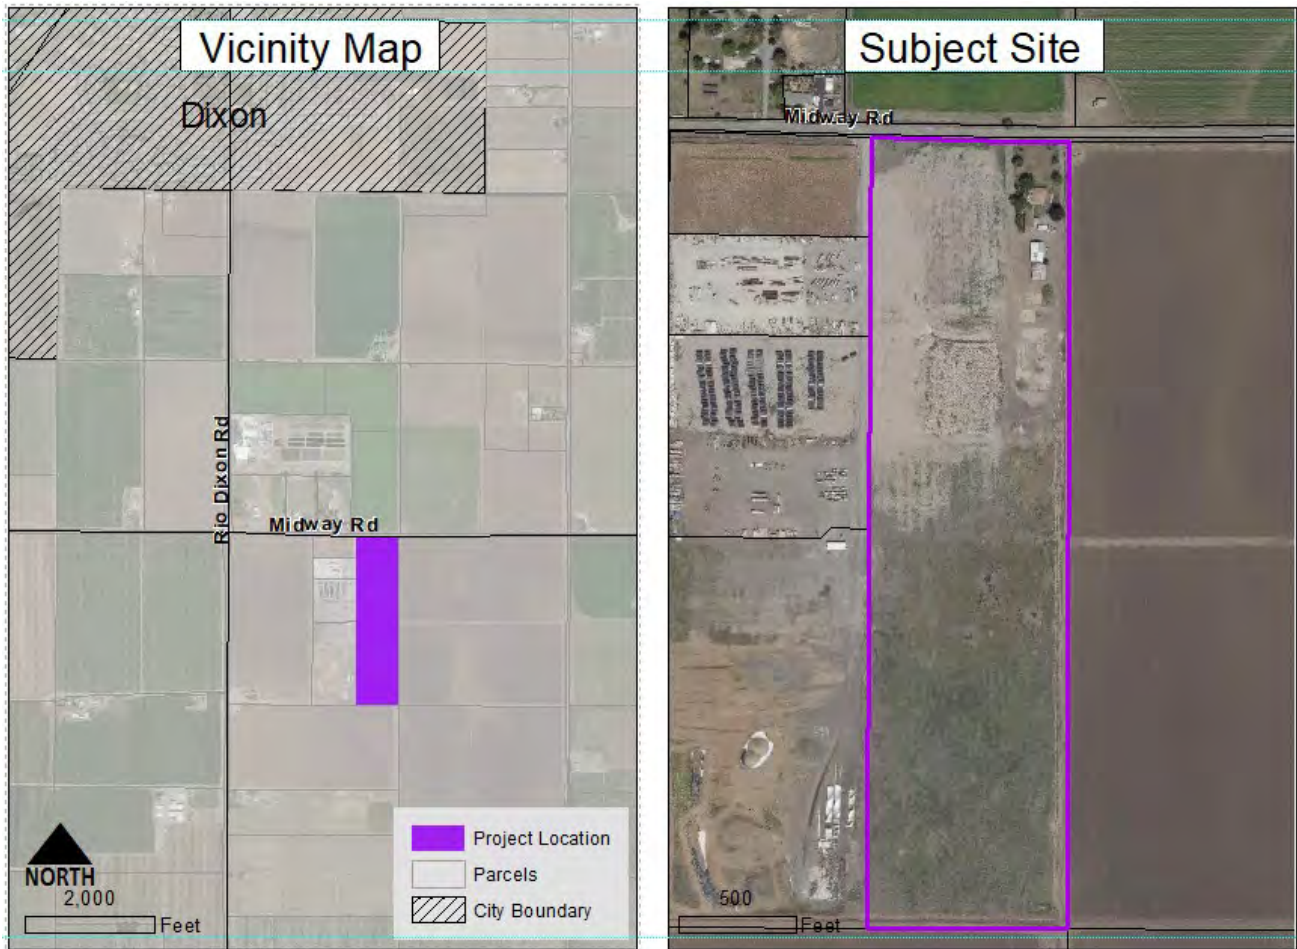 Vicinity Map
Dixon
Rio Dixon Rd
Midway Rd
NORTH
2,000
Feet
Project Location
Parcels
City Boundary
Subject Site
Midway Rd
500
Feet